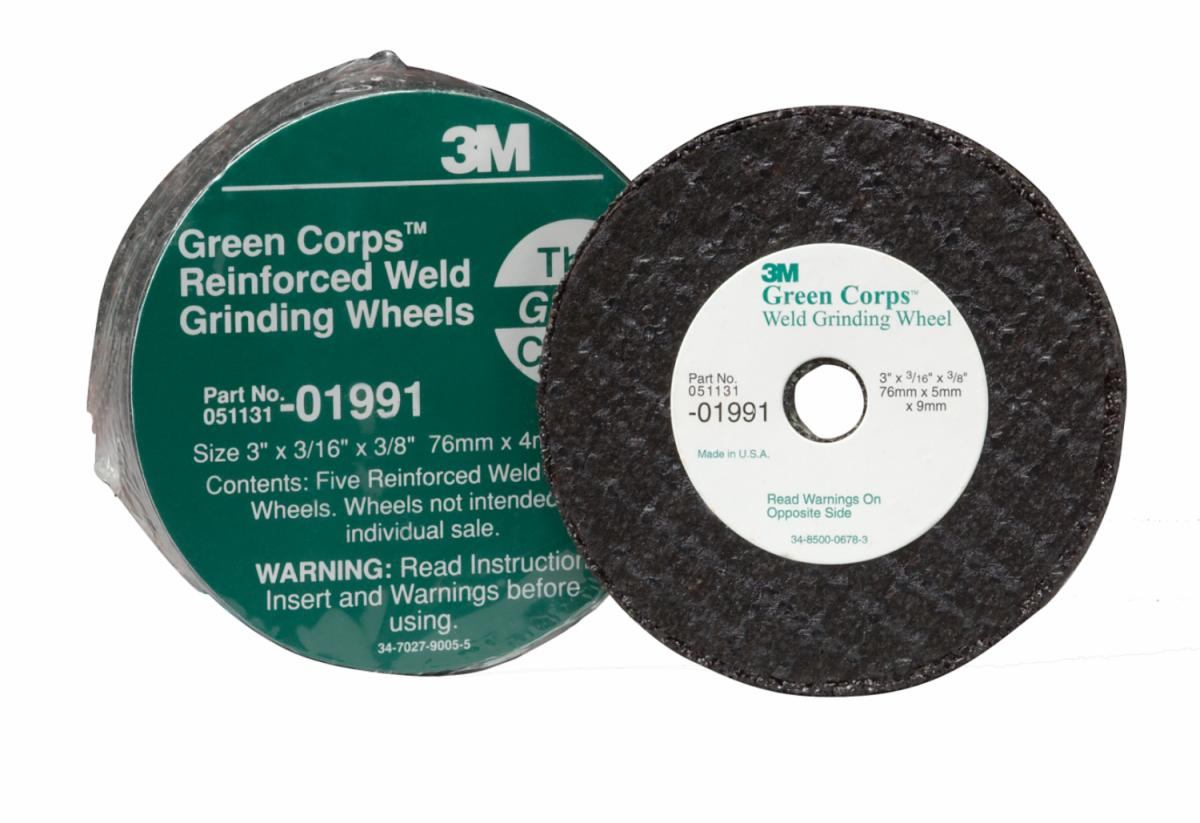 3M
Green Corps™
Reinforced Weld
Grinding Wheels
Part No.
051131 -01991
Size 3" x 3/16" x 3/8" 76mm x
Contents: Five Reinforced Weld
Wheels. Wheels not intended
individual sale.
WARNING: Read Instruction
Insert and Warnings before
using.
34-7027-9005-5
3M
Green Corps™
Weld Grinding Wheel
Part No.
051131
-01991
3" x 3/16" x 3/8"
76mm x 5mm
x 9mm
Made in U.S.A.
Read Warnings On
Opposite Side
34-8500-0678-3